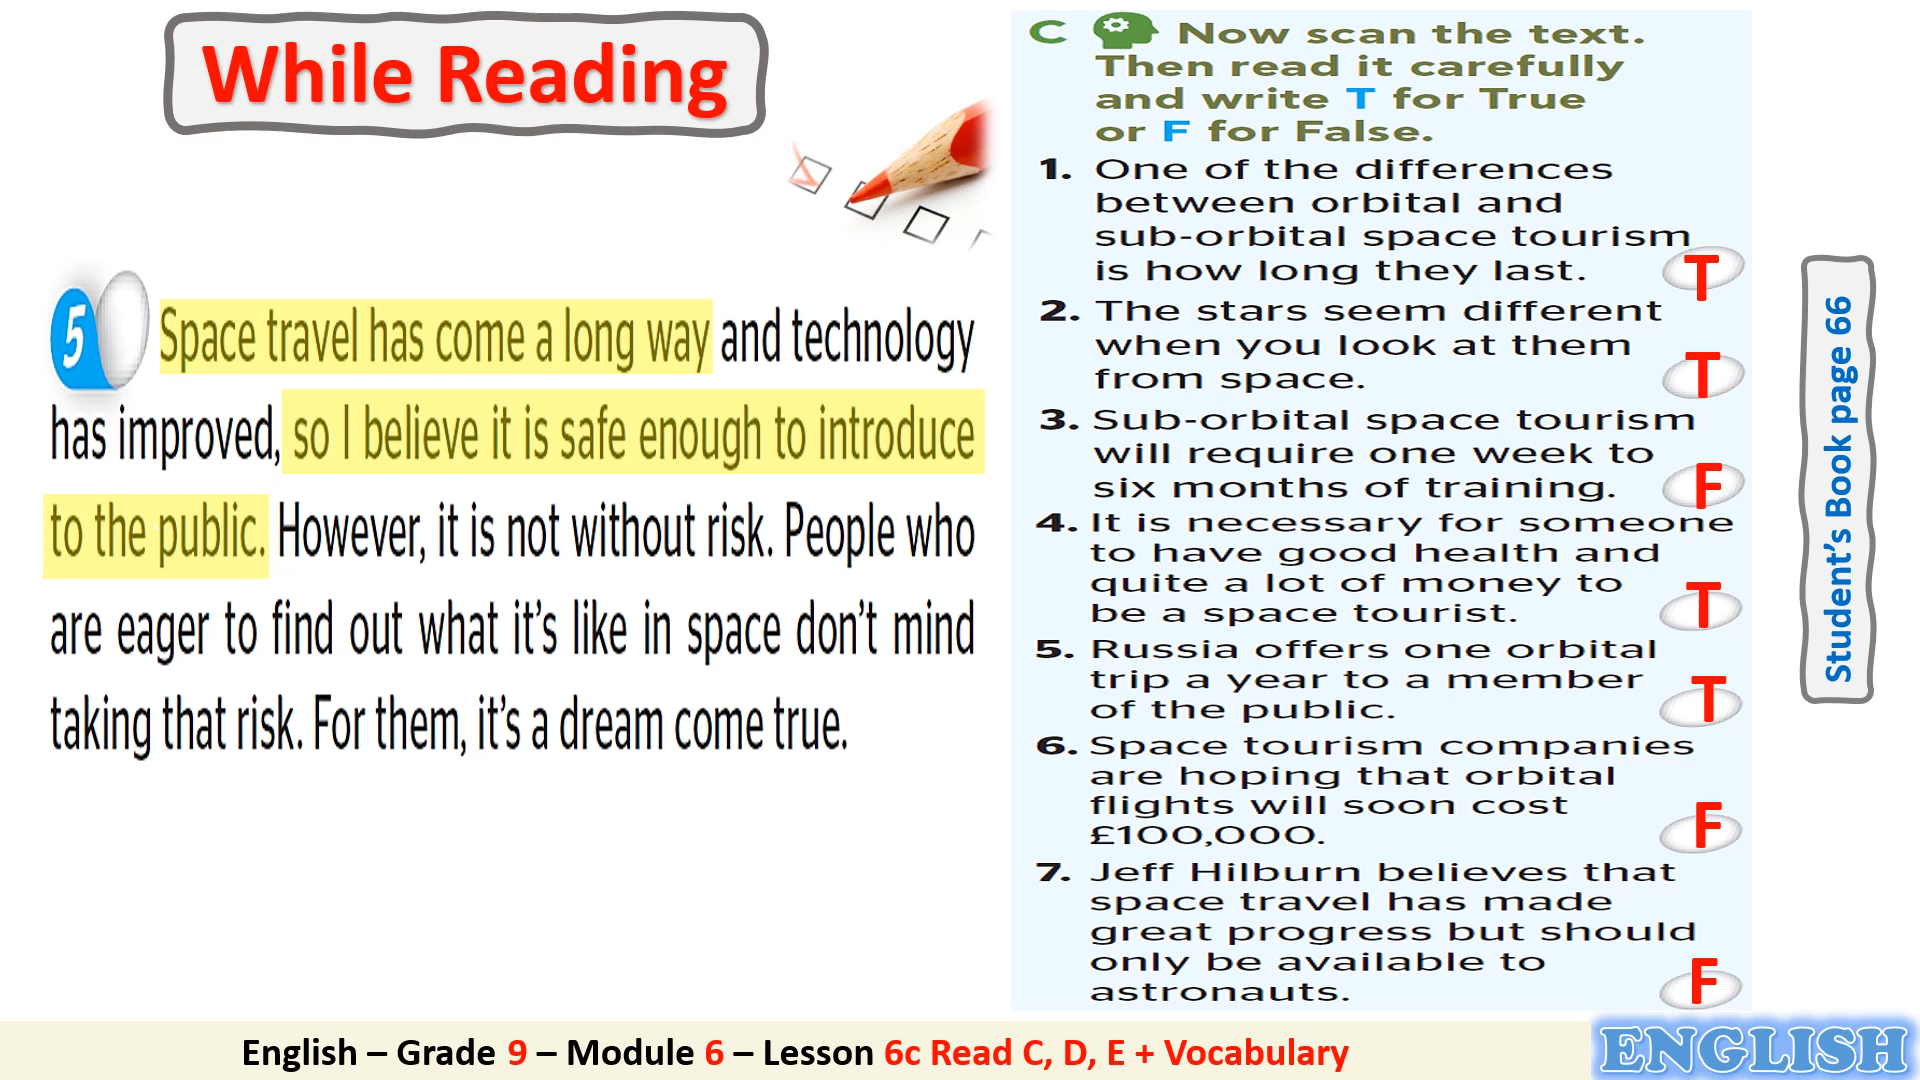 While Reading
5 Space travel has come a long way and technology
has improved, so I believe it is safe enough to introduce
to the public. However, it is not without risk. People who
are eager to find out what it's like in space don't mind
taking that risk. For them, it's a dream come true.
C Now scan the text.
Then read it carefully
and write T for True
or F for False.
1. One of the differences
between orbital and
sub-orbital space tourism
is how long they last. T
2. The stars seem different
when you look at them
from space. T
3. Sub-orbital space tourism
will require one week to
six months of training. F
4. It is necessary for someone
to have good health and
quite a lot of money to
be a space tourist. T
5. Russia offers one orbital
trip a year to a member
of the public. T
6. Space tourism companies
are hoping that orbital
flights will soon cost
£100,000. F
7. Jeff Hilburn believes that
space travel has made
great progress but should
only be available to
astronauts. F
Student's Book page 66
English – Grade 9 – Module 6 – Lesson 6c Read C, D, E + Vocabulary
ENGLISH